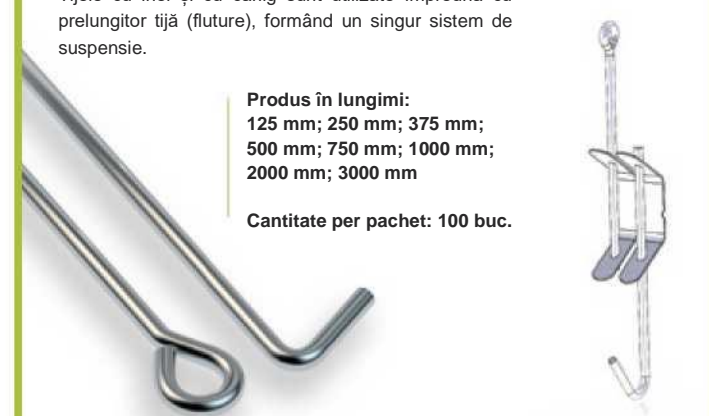 prelungitor tijă (fluture), formând un singur sistem de
suspensie.
Produs în lungimi:
125 mm; 250 mm; 375 mm;
500 mm; 750 mm; 1000 mm;
2000 mm; 3000 mm
Cantitate per pachet: 100 buc.